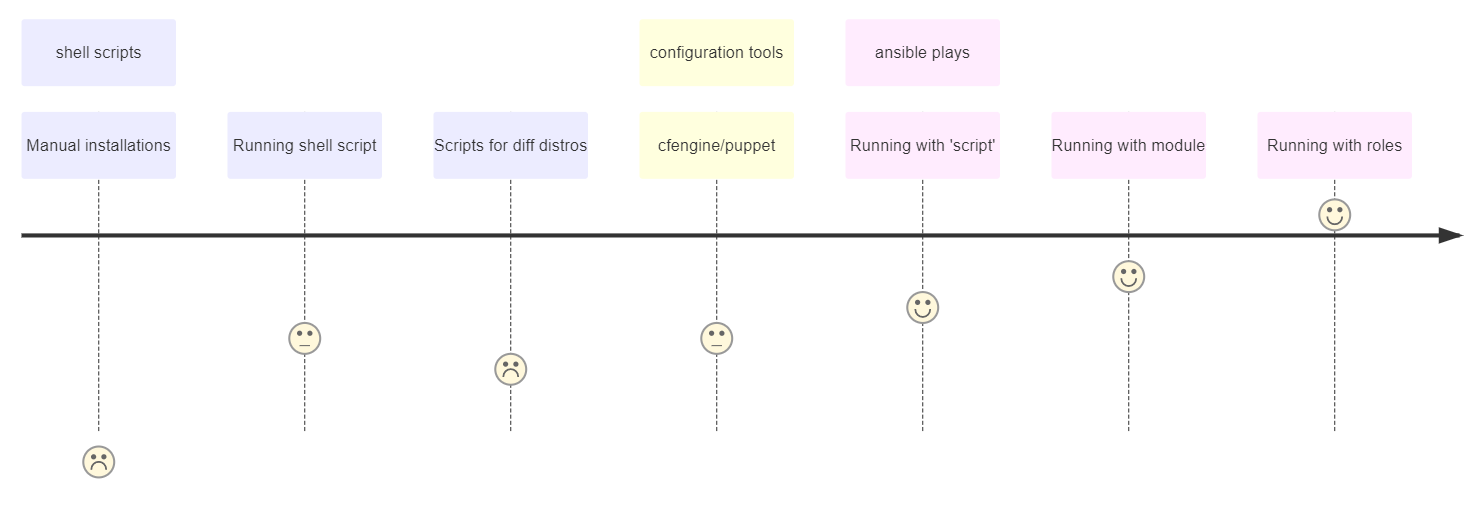 shell scripts
configuration tools
ansible plays
Manual installations
Running shell script
Scripts for diff distros
cfengine/puppet
Running with 'script'
Running with module
Running with roles